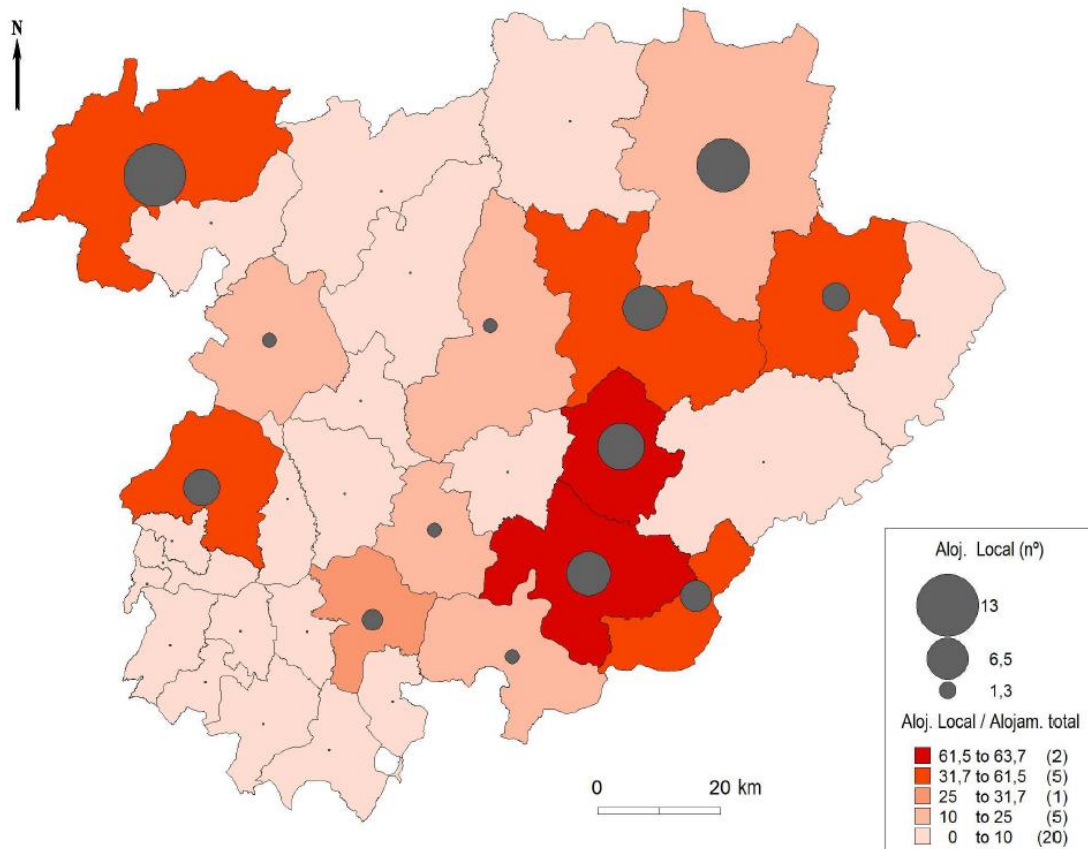 N
Aloj. Local (nº)
13
6,5
1,3
Aloj. Local / Alojam. total
61,5 to 63,7 (2)
31,7 to 61,5 (5)
25 to 31,7 (1)
10 to 25 (5)
0 to 10 (20)
0 20 km